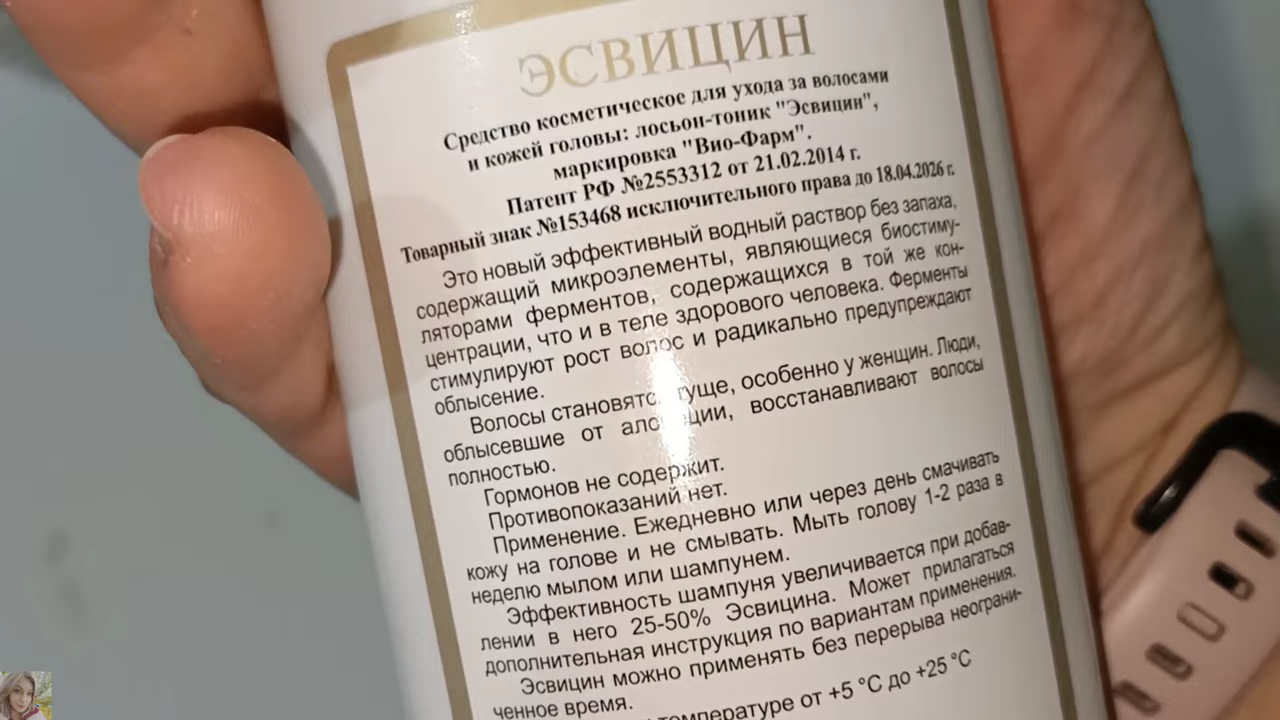 ЭСВИЦИН
Средство косметическое для ухода за волосами
и кожей головы: лосьон-тоник "Эсвицин",
маркировка "Вио-Фарм".
Патент РФ №2553312 от 21.02.2014 г.
Товарный знак №153468 исключительного права до 18.04.2026 г.
Это новый эффективный водный раствор без запаха,
содержащий микроэлементы, являющиеся биостиму-
ляторами ферментов, содержащихся в той же кон-
центрации, что и в теле здорового человека. Ферменты
стимулируют рост волос и радикально предупреждают
облысение.
Волосы становятс гуще, особенно у женщин. Люди,
облысевшие от восстанавливают волосы
полностью.
Гормонов не содержит.
Противопоказаний нет.
Применение. Ежедневно или через день смачивать
кожу на голове и не смывать. Мыть голову 1-2 раза в
неделю мылом или шампунем.
Эффективность шампуня увеличивается при добав-
лении в него 25-50% Эсвицина. Может прилагаться
дополнительная инструкция по вариантам применения.
Эсвицин можно применять без перерыва неограни-
ченное время.
температуре от +5 °C до +25 °C